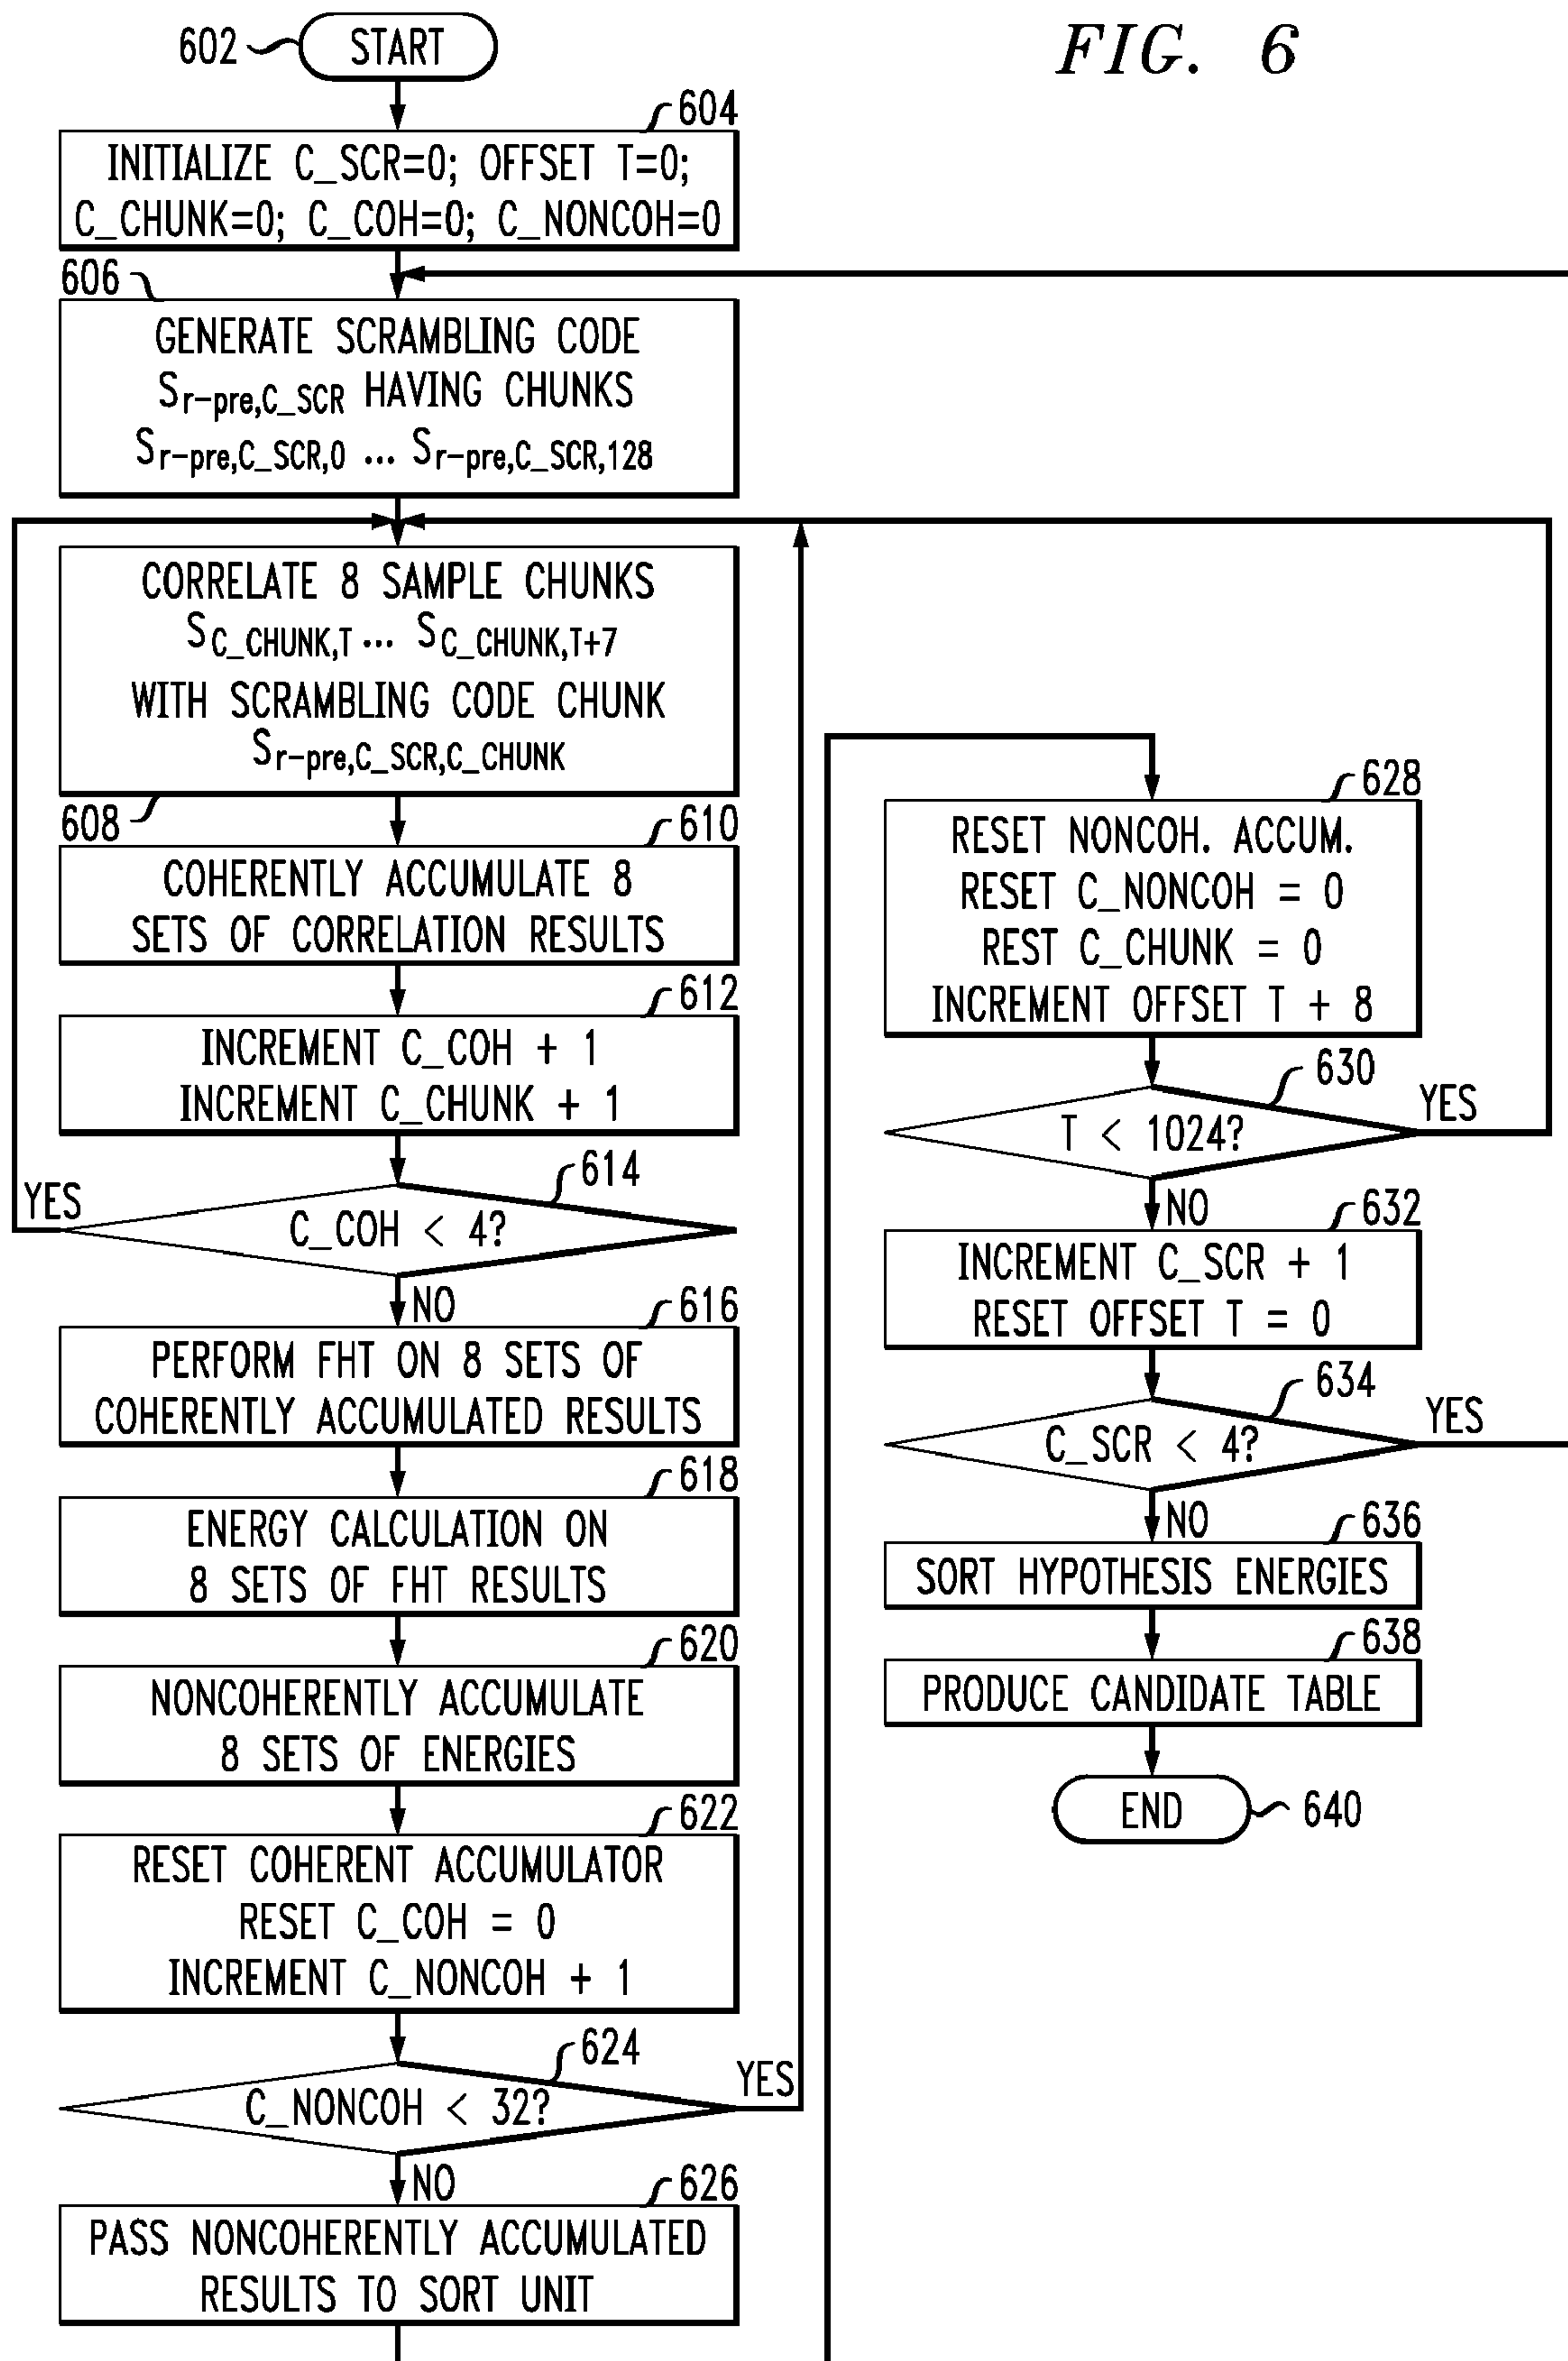 FIG. 6
602
START
604
INITIALIZE C_SCR=0; OFFSET T=0;
C_CHUNK=0; C_COH=0; C_NONCOH=0
606
GENERATE SCRAMBLING CODE
Sr-pre,C_SCR HAVING CHUNKS
Sr-pre,C_SCR,0 ... Sr-pre,C_SCR,128
CORRELATE 8 SAMPLE CHUNKS
SC_CHUNK,T ... SC_CHUNK,T+7
WITH SCRAMBLING CODE CHUNK
Sr-pre,C_SCR,C_CHUNK
608
610
COHERENTLY ACCUMULATE 8
SETS OF CORRELATION RESULTS
612
INCREMENT C_COH + 1
INCREMENT C_CHUNK + 1
614
YES
C_COH < 4?
NO
616
PERFORM FHT ON 8 SETS OF
COHERENTLY ACCUMULATED RESULTS
618
ENERGY CALCULATION ON
8 SETS OF FHT RESULTS
620
NONCOHERENTLY ACCUMULATE
8 SETS OF ENERGIES
622
RESET COHERENT ACCUMULATOR
RESET C_COH = 0
INCREMENT C_NONCOH + 1
624
YES
C_NONCOH < 32?
NO
626
PASS NONCOHERENTLY ACCUMULATED
RESULTS TO SORT UNIT
628
RESET NONCOH. ACCUM.
RESET C_NONCOH = 0
REST C_CHUNK = 0
INCREMENT OFFSET T + 8
630
YES
T < 1024?
NO
632
INCREMENT C_SCR + 1
RESET OFFSET T = 0
634
YES
C_SCR < 4?
NO
636
SORT HYPOTHESIS ENERGIES
638
PRODUCE CANDIDATE TABLE
END
640